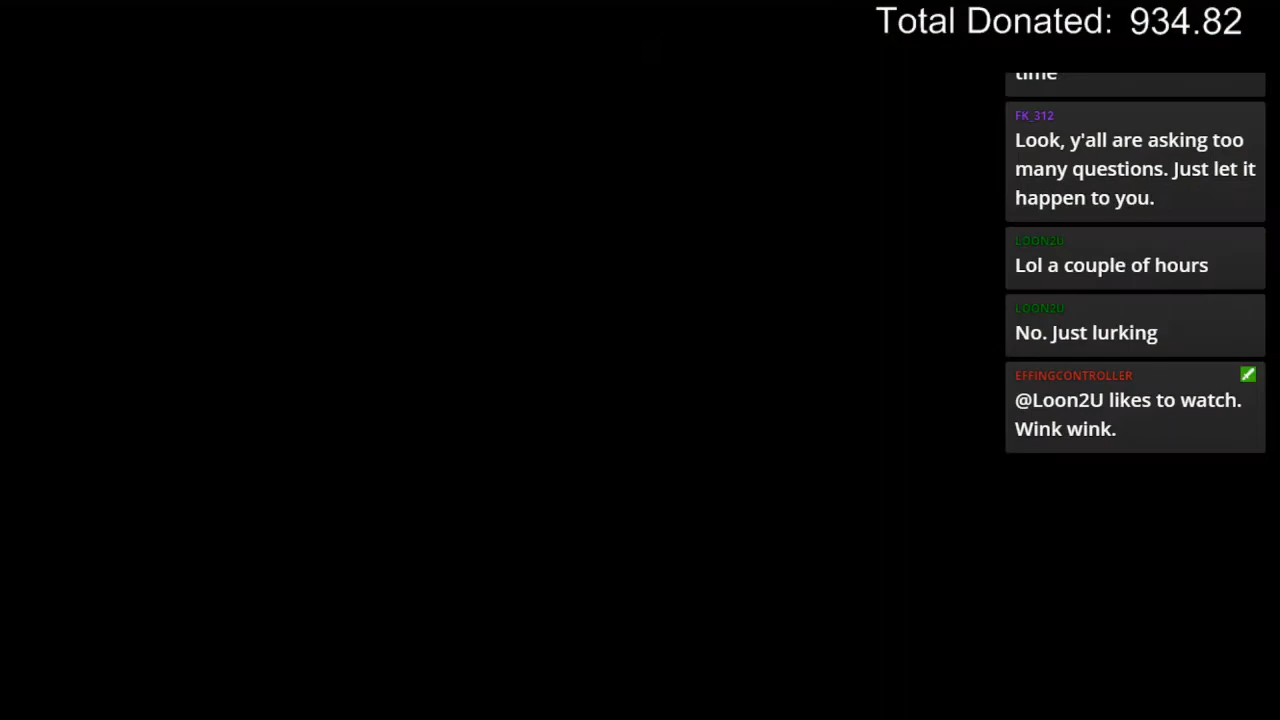 Total Donated: 934.82
time
FK_312
Look, y'all are asking too
many questions. Just let it
happen to you.
LOON2U
Lol a couple of hours
LOON2U
No. Just lurking
EFFINGCONTROLLER
@Loon2U likes to watch.
Wink wink.